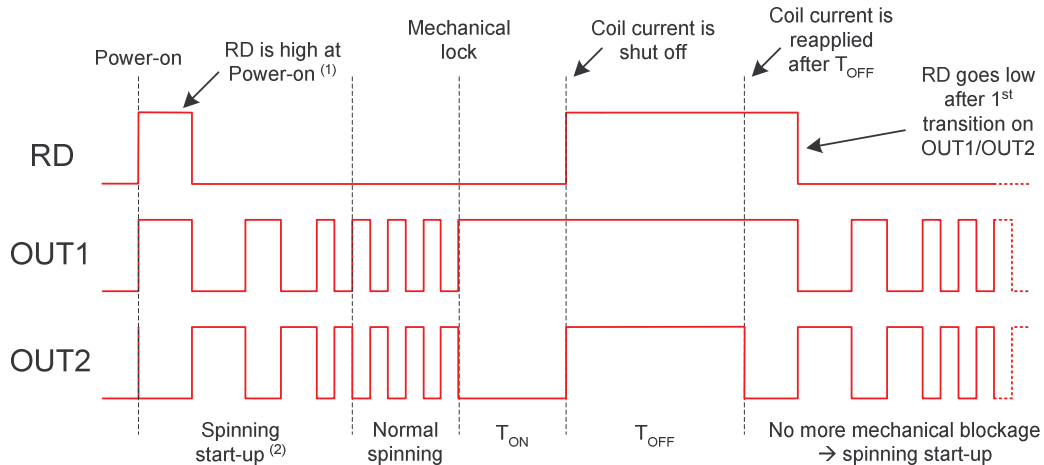 Power-on
RD is high at
Power-on (1)
Mechanical
lock
Coil current is
shut off
Coil current is
reapplied
after TOFF
RD goes low
after 1st
transition on
OUT1/OUT2
RD
OUT1
OUT2
Spinning
start-up (2)
Normal
spinning
TON
TOFF
No more mechanical blockage
→ spinning start-up